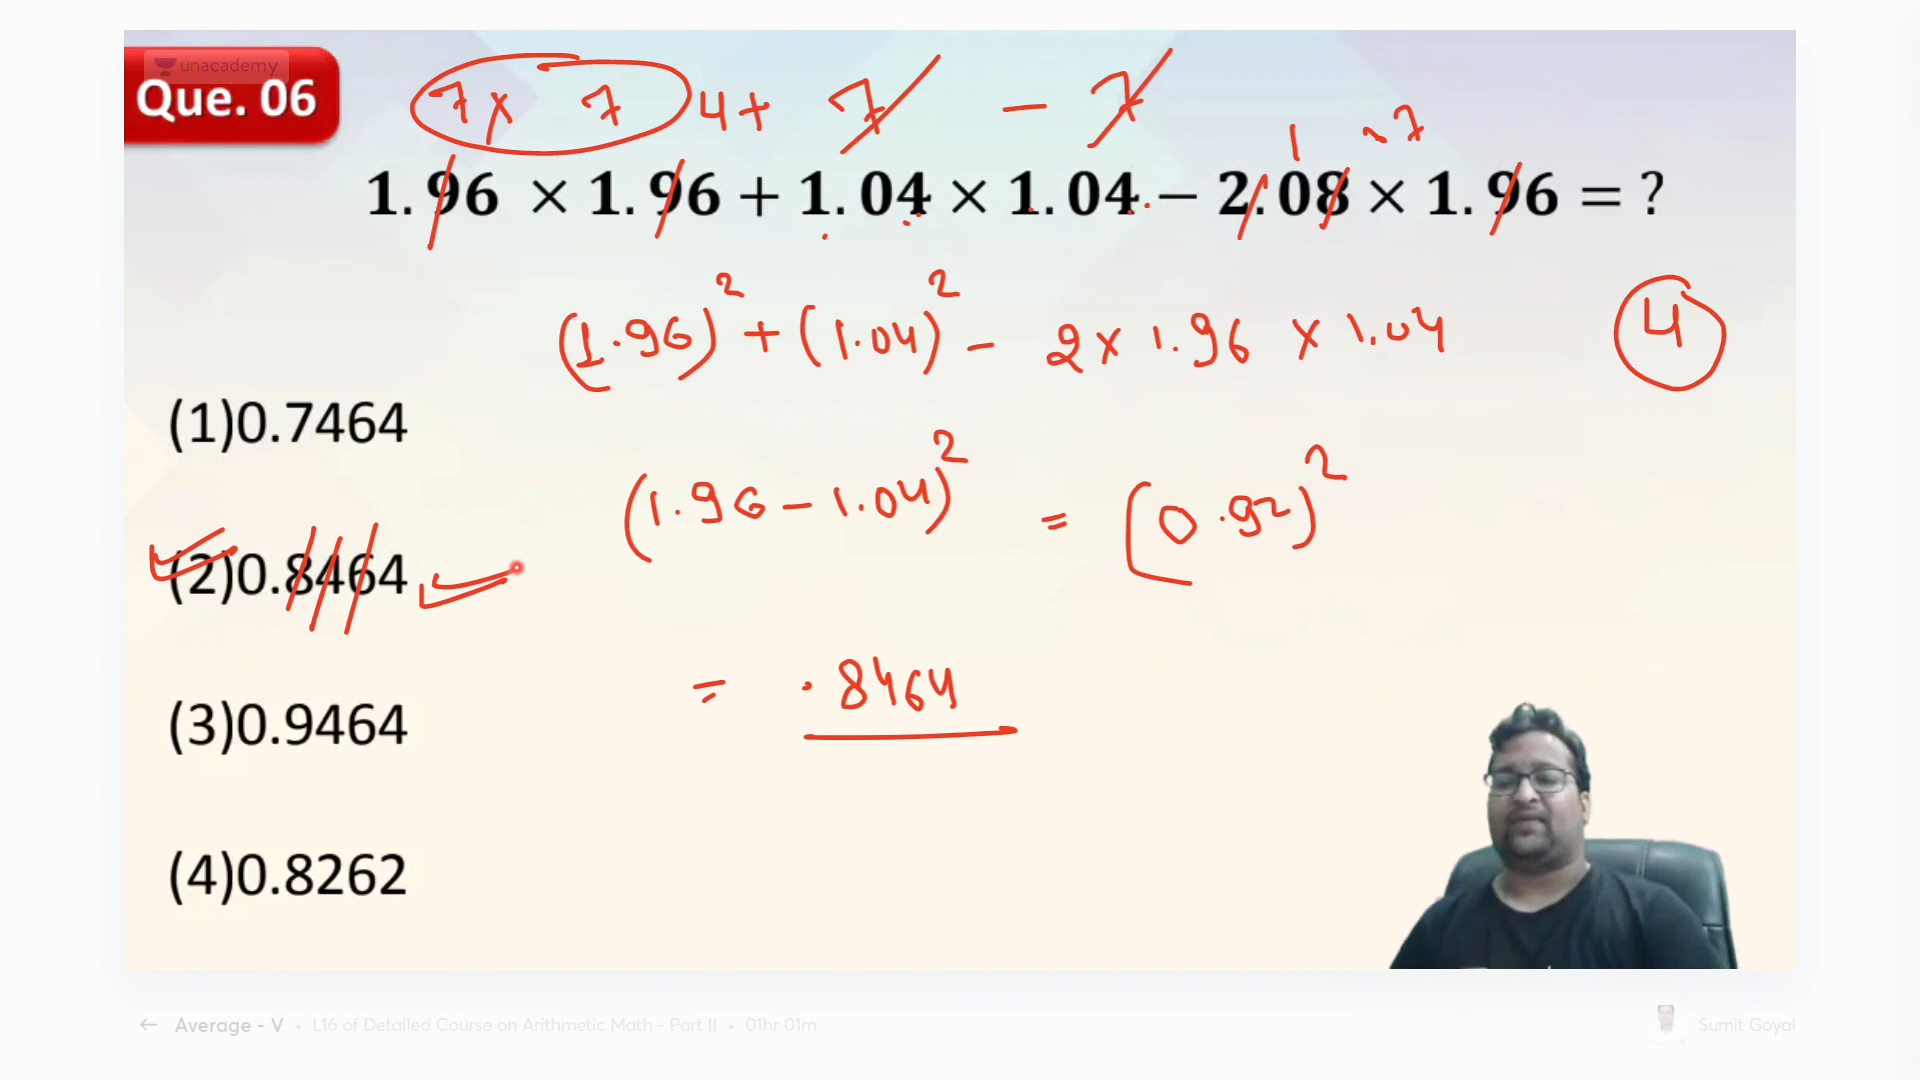 unacademy
Que. 06
7 x 7 4 + 7 - 7
1 7
1.96 × 1.96 + 1.04 × 1.04 − 2.08 × 1.96 = ?
(1.96)² + (1.04)² - 2 x 1.96 x 1.04
4
(1)0.7464
(1.96 - 1.04)² = (0.92)²
(2)0.8464
= .8464
(3)0.9464
(4)0.8262
← Average - V • L16 of Detailed Course on Arithmetic Math - Part II • 01hr 01m
Sumit Goyal